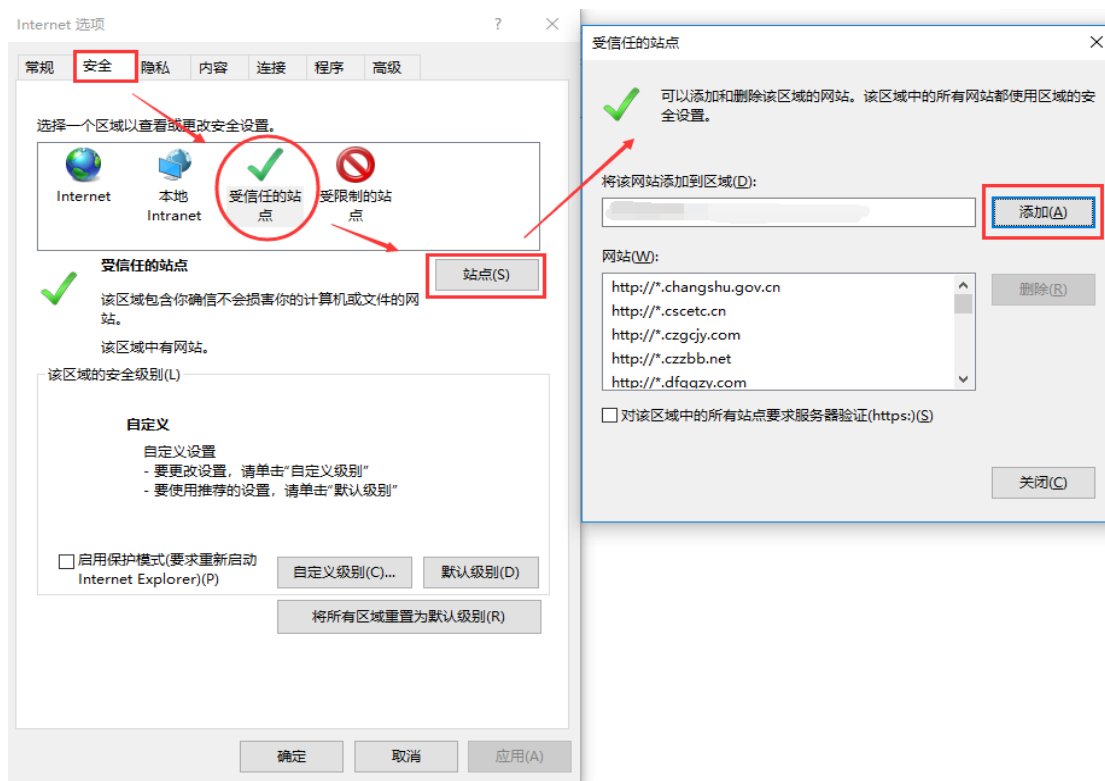 Internet 选项
?
常规 安全 隐私 内容 连接 程序 高级
选择一个区域以查看或更改安全设置。
Internet
本地
Intranet
受信任的站
点
受限制的站
点
受信任的站点
站点(S)
该区域包含你确信不会损害你的计算机或文件的网
站。
该区域中有网站。
该区域的安全级别(L)
自定义
自定义设置
- 要更改设置，请单击“自定义级别”
- 要使用推荐的设置，请单击“默认级别”
启用保护模式(要求重新启动
Internet Explorer)(P)
自定义级别(C)...
默认级别(D)
将所有区域重置为默认级别(R)
确定
取消
应用(A)
受信任的站点
可以添加和删除该区域的网站。该区域中的所有网站都使用区域的安
全设置。
将该网站添加到区域(D):
添加(A)
网站(W):
http://*.changshu.gov.cn
http://*.cscetc.cn
http://*.czgcjy.com
http://*.czzbb.net
http://*.dfggzy.com
删除(R)
对该区域中的所有站点要求服务器验证(https:)(S)
关闭(C)